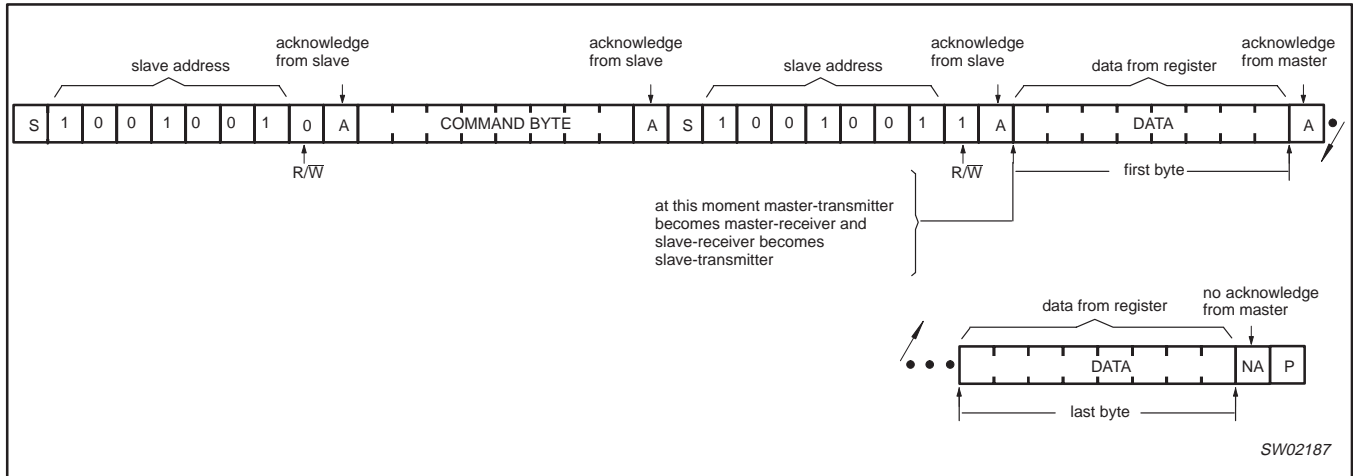 acknowledge
from slave
slave address
acknowledge
from slave
slave address
acknowledge
from slave
data from register
acknowledge
from master
S 1 0 0 1 0 0 1 0 A COMMAND BYTE A S 1 0 0 1 0 0 1 1 A DATA A
R/W̅
R/W̅
first byte
at this moment master-transmitter
becomes master-receiver and
slave-receiver becomes
slave-transmitter
data from register
no acknowledge
from master
DATA NA P
last byte
SW02187